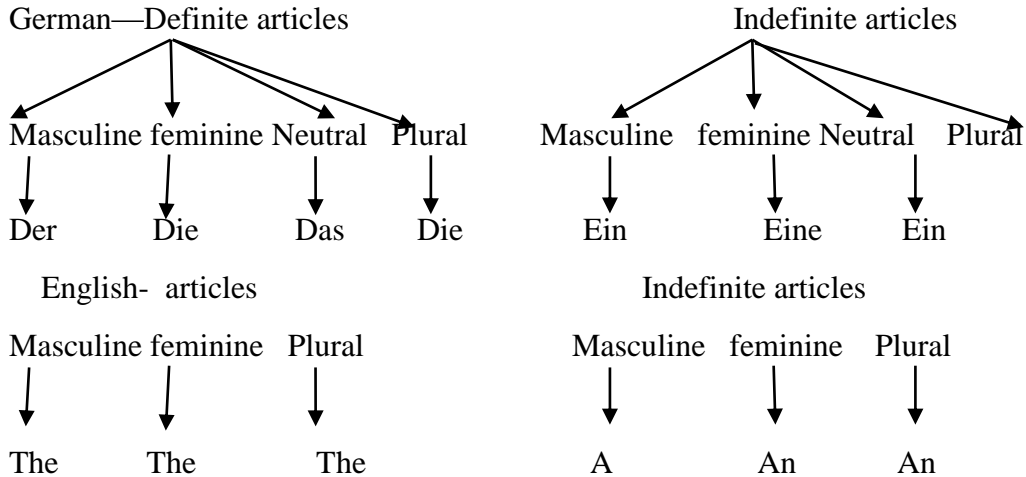 German—Definite articles Indefinite articles
Masculine feminine Neutral Plural Masculine feminine Neutral Plural
Der Die Das Die Ein Eine Ein
English- articles Indefinite articles
Masculine feminine Plural Masculine feminine Plural
The The The A An An